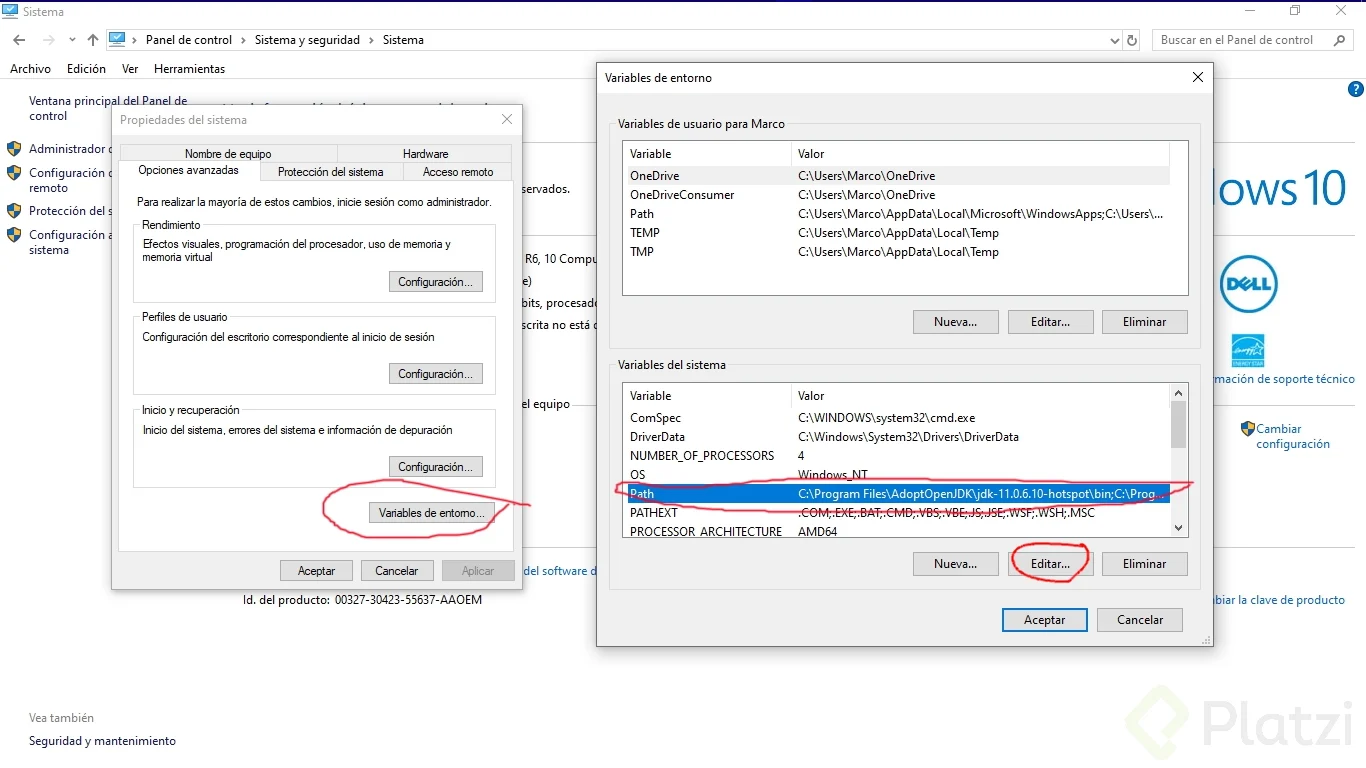 Sistema
Panel de control
Sistema y seguridad
Sistema
Buscar en el Panel de control
Archivo
Edición
Ver
Herramientas
Ventana principal del Panel de
control
Administrador
Configuración
remoto
Protección del s
Configuración a
sistema
Vea también
Seguridad y mantenimiento
Propiedades del sistema
Nombre de equipo
Hardware
Opciones avanzadas
Protección del sistema
Acceso remoto
Para realizar la mayoría de estos cambios, inicie sesión como administrador.
Rendimiento
Efectos visuales, programación del procesador, uso de memoria y
memoria virtual
Configuración...
Perfiles de usuario
Configuración del escritorio correspondiente al inicio de sesión
Configuración...
Inicio y recuperación
Inicio del sistema, errores del sistema e información de depuración
Configuración...
Variables de entorno...
Aceptar
Cancelar
Aplicar
servados.
R6, 10 Compu
e)
bits, procesado
scrita no está d
el equipo
del software d
Id. del producto: 00327-30423-55637-AAOEM
Variables de entorno
Variables de usuario para Marco
Variable Valor
OneDrive C:\Users\Marco\OneDrive
OneDriveConsumer C:\Users\Marco\OneDrive
Path C:\Users\Marco\AppData\Local\Microsoft\WindowsApps;C:\Users\...
TEMP C:\Users\Marco\AppData\Local\Temp
TMP C:\Users\Marco\AppData\Local\Temp
Nueva...
Editar...
Eliminar
Variables del sistema
Variable Valor
ComSpec C:\WINDOWS\system32\cmd.exe
DriverData C:\Windows\System32\Drivers\DriverData
NUMBER_OF_PROCESSORS 4
OS Windows_NT
Path C:\Program Files\AdoptOpenJDK\jdk-11.0.6.10-hotspot\bin;C:\Prog...
PATHEXT .COM;.EXE;.BAT;.CMD;.VBS;.VBE;.JS;.JSE;.WSF;.WSH;.MSC
PROCESSOR_ARCHITECTURE AMD64
Nueva...
Editar...
Eliminar
Aceptar
Cancelar
?
lows 10
DELL
ENERGY STAR
rmación de soporte técnico
Cambiar
configuración
biar la clave de producto
Platzi